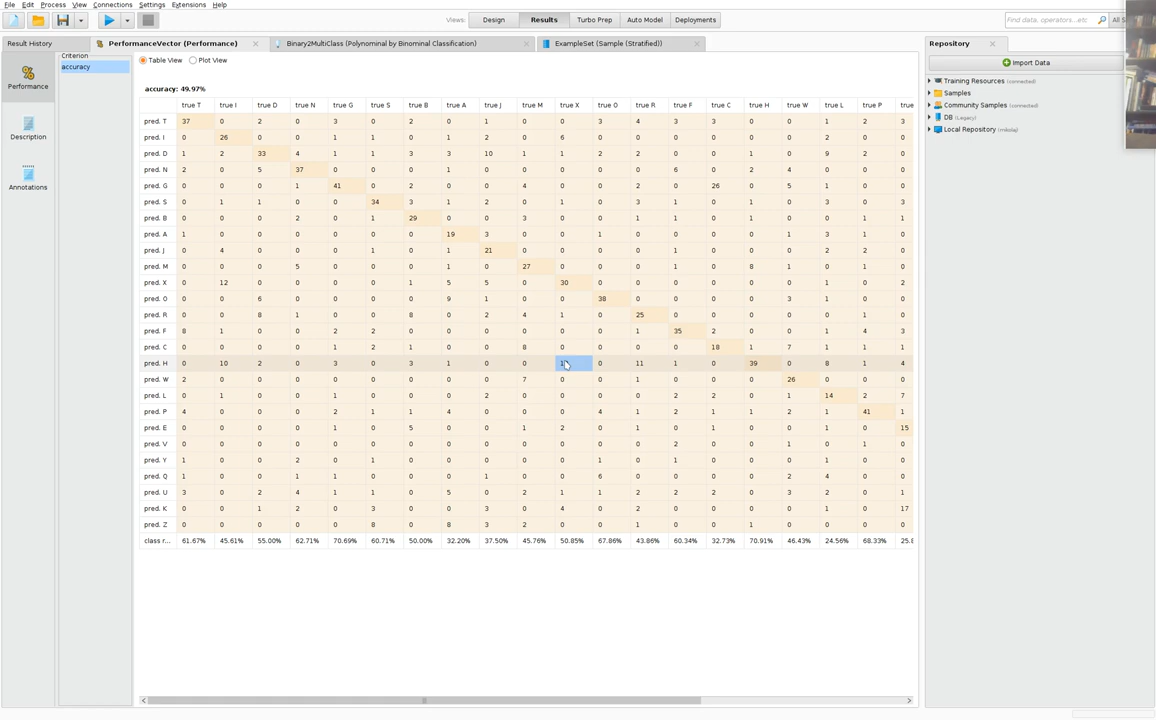 File Edit Process View Connections Settings Extensions Help
Views: Design Results Turbo Prep Auto Model Deployments Find data, operators...etc All S
Result History PerformanceVector (Performance) Binary2MultiClass (Polynominal by Binominal Classification) ExampleSet (Sample (Stratified)) Repository
Criterion
accuracy
Table View Plot View
Import Data
Performance
Description
Annotations
Training Resources (connected)
Samples
Community Samples (connected)
DB (Legacy)
Local Repository (mikolaj)
accuracy: 49.97%
true T true I true D true N true G true S true B true A true J true M true X true O true R true F true C true H true W true L true P true
pred. T 37 0 2 0 3 0 2 0 1 0 0 3 4 3 3 0 0 1 2 3
pred. I 0 26 0 0 1 1 0 1 2 0 6 0 0 0 0 0 0 2 0 0
pred. D 1 2 33 4 1 1 3 3 10 1 1 2 2 0 0 1 0 9 2 0
pred. N 2 0 5 37 0 0 0 1 0 0 0 0 0 6 0 2 4 0 0 0
pred. G 0 0 0 1 41 0 2 0 0 4 0 0 2 0 26 0 5 1 0 0
pred. S 0 1 1 0 0 34 3 1 2 0 1 0 3 1 0 1 0 3 0 3
pred. B 0 0 0 2 0 1 29 0 0 3 0 0 1 1 0 1 0 0 1 1
pred. A 1 0 0 0 0 0 0 19 3 0 0 1 0 0 0 0 1 3 1 0
pred. J 0 4 0 0 0 1 0 1 21 0 0 0 0 1 0 0 0 2 2 0
pred. M 0 0 0 5 0 0 0 1 0 27 0 0 0 1 0 8 1 0 1 0
pred. X 0 12 0 0 0 0 1 5 5 0 30 0 0 0 0 0 0 1 0 2
pred. O 0 0 6 0 0 0 0 9 1 0 0 38 0 0 0 0 3 1 0 0
pred. R 0 0 8 1 0 0 8 0 2 4 1 0 25 0 0 0 0 0 1 0
pred. F 8 1 0 0 2 2 0 0 0 0 0 0 1 35 2 0 0 1 4 3
pred. C 0 0 0 0 1 2 1 0 0 8 0 0 0 0 18 1 7 1 1 1
pred. H 0 10 2 0 3 0 3 1 0 0 0 11 1 0 39 0 8 1 4
pred. W 2 0 0 0 0 0 0 0 0 7 0 0 1 0 0 0 26 0 0 0
pred. L 0 1 0 0 1 0 0 0 2 0 0 0 0 2 2 0 1 14 2 7
pred. P 4 0 0 0 2 1 1 4 0 0 0 4 1 2 1 1 2 1 41 1
pred. E 0 0 0 0 0 1 5 0 0 1 2 0 1 0 1 0 0 1 0 15
pred. V 0 0 0 0 0 0 0 0 0 0 0 0 0 2 0 0 1 0 1 0
pred. Y 1 0 0 2 0 1 0 0 0 0 0 1 0 1 0 0 0 1 0 0
pred. Q 1 0 0 1 1 0 0 0 1 0 0 6 0 0 0 0 2 4 0 0
pred. U 3 0 2 4 1 1 0 5 0 2 1 1 2 2 2 0 3 2 0 1
pred. K 0 0 1 2 0 3 0 0 3 0 4 0 2 0 0 0 0 1 0 17
pred. Z 0 0 0 0 0 8 0 8 3 2 0 0 1 0 0 1 0 0 0 0
class r... 61.67% 45.61% 55.00% 62.71% 70.69% 60.71% 50.00% 32.20% 37.50% 45.76% 50.85% 67.86% 43.86% 60.34% 32.73% 70.91% 46.43% 24.56% 68.33% 25.8